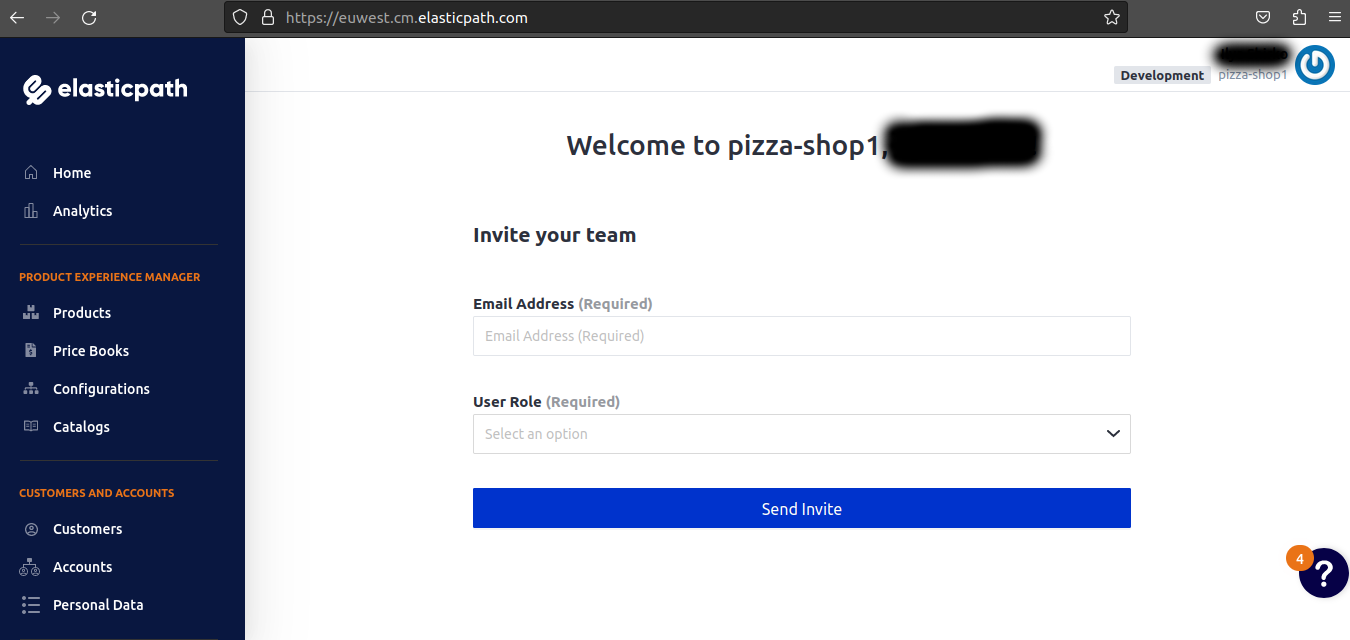 https://euwest.cm.elasticpath.com
elasticpath
Development pizza-shop1
Home
Analytics
PRODUCT EXPERIENCE MANAGER
Products
Price Books
Configurations
Catalogs
CUSTOMERS AND ACCOUNTS
Customers
Accounts
Personal Data
Welcome to pizza-shop1,
Invite your team
Email Address (Required)
Email Address (Required)
User Role (Required)
Select an option
Send Invite
4
?